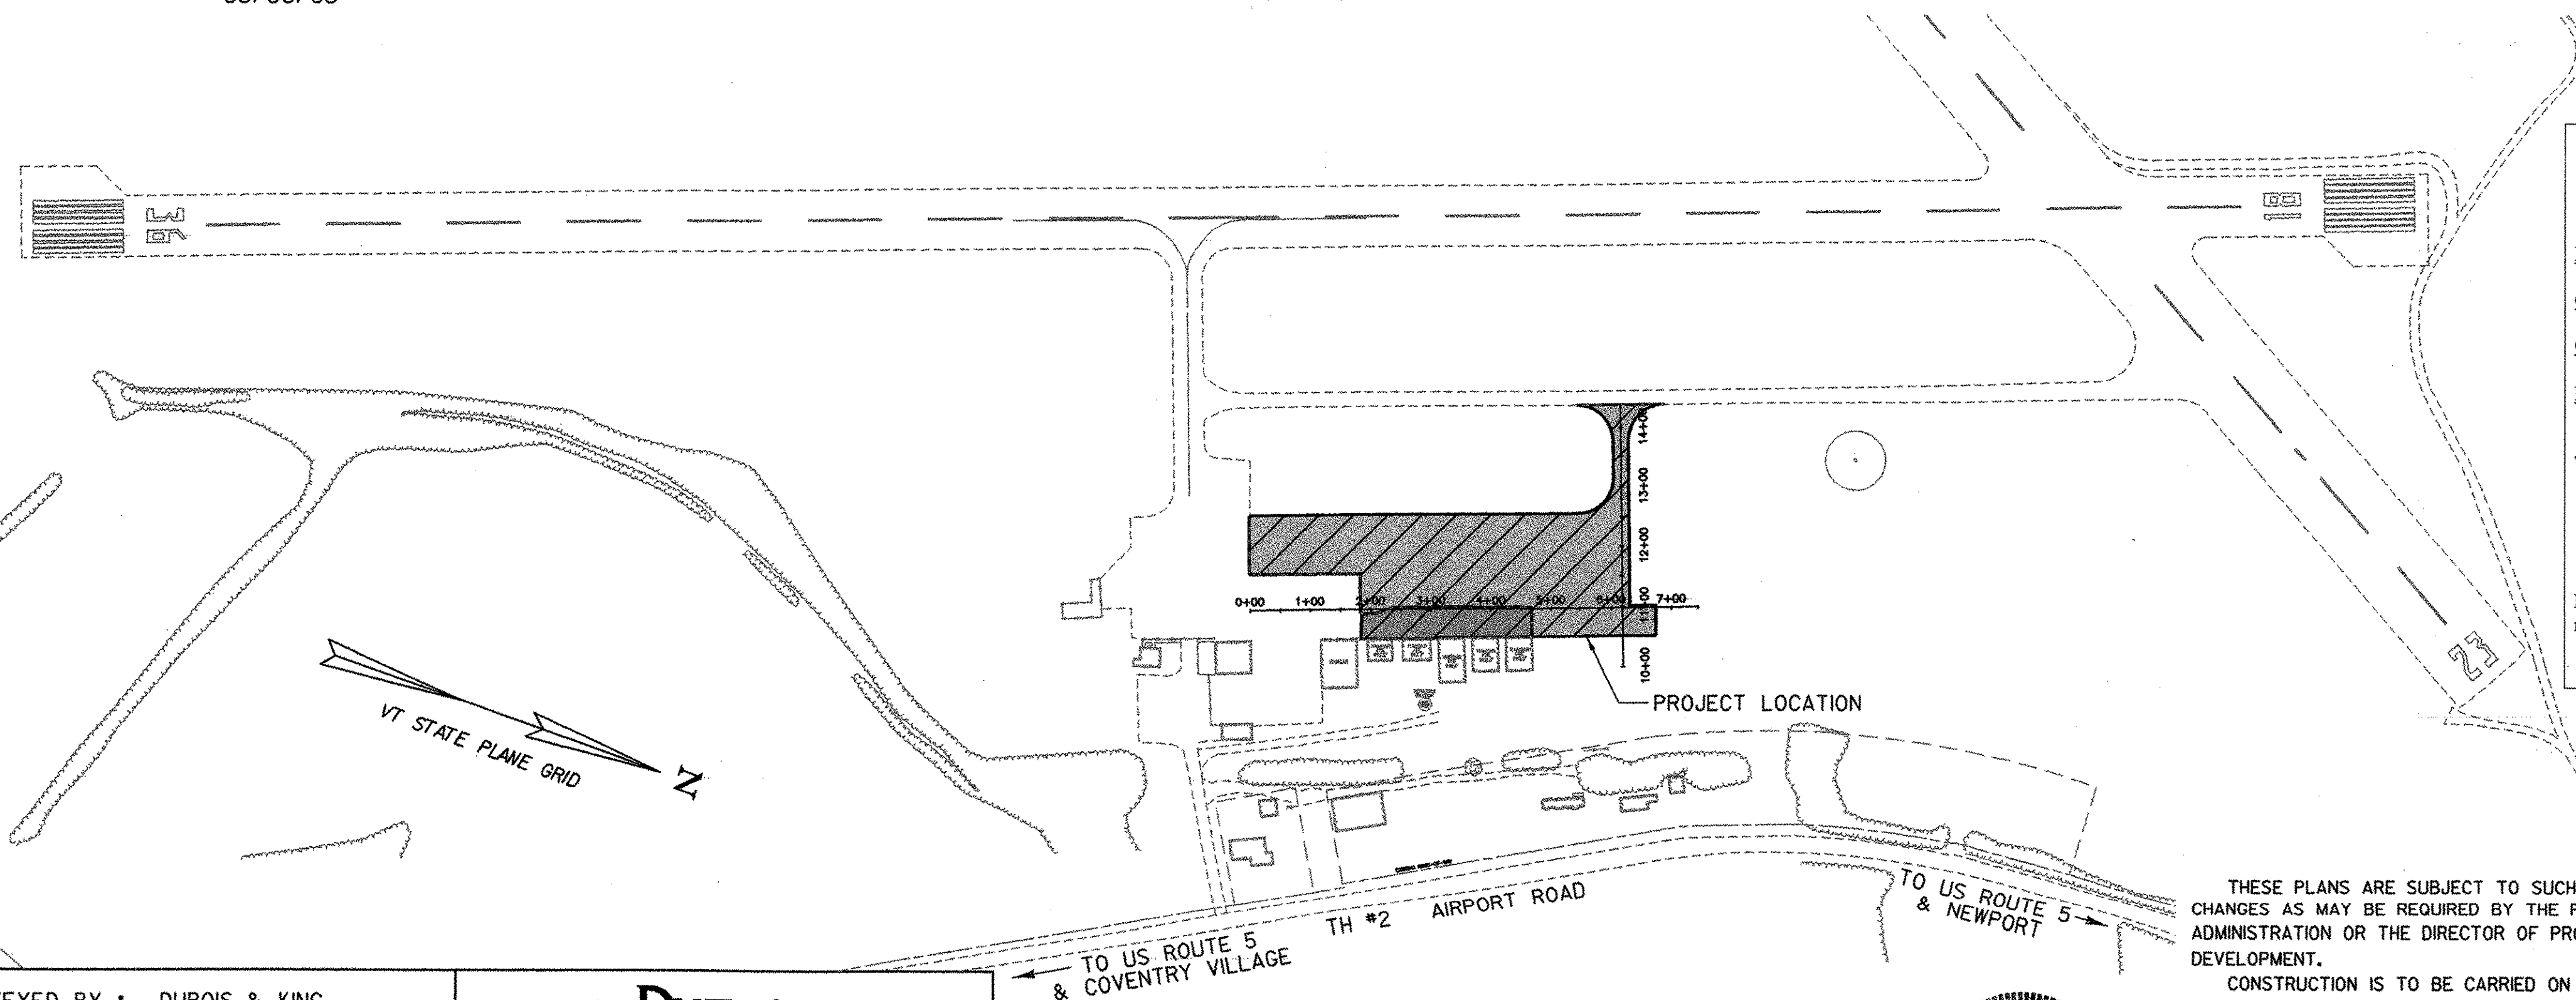 36
18
14+00
13+00
12+00
11+00
10+00
0+00 1+00 2+00 3+00 4+00 5+00 6+00 7+00
23
PROJECT LOCATION
VT STATE PLANE GRID
N
TO US ROUTE 5
& NEWPORT
TH #2 AIRPORT ROAD
TO US ROUTE 5
& COVENTRY VILLAGE
THESE PLANS ARE SUBJECT TO SUCH
CHANGES AS MAY BE REQUIRED BY THE
ADMINISTRATION OR THE DIRECTOR OF
DEVELOPMENT.
CONSTRUCTION IS TO BE CARRIED ON
BY : DUBOIS & KING